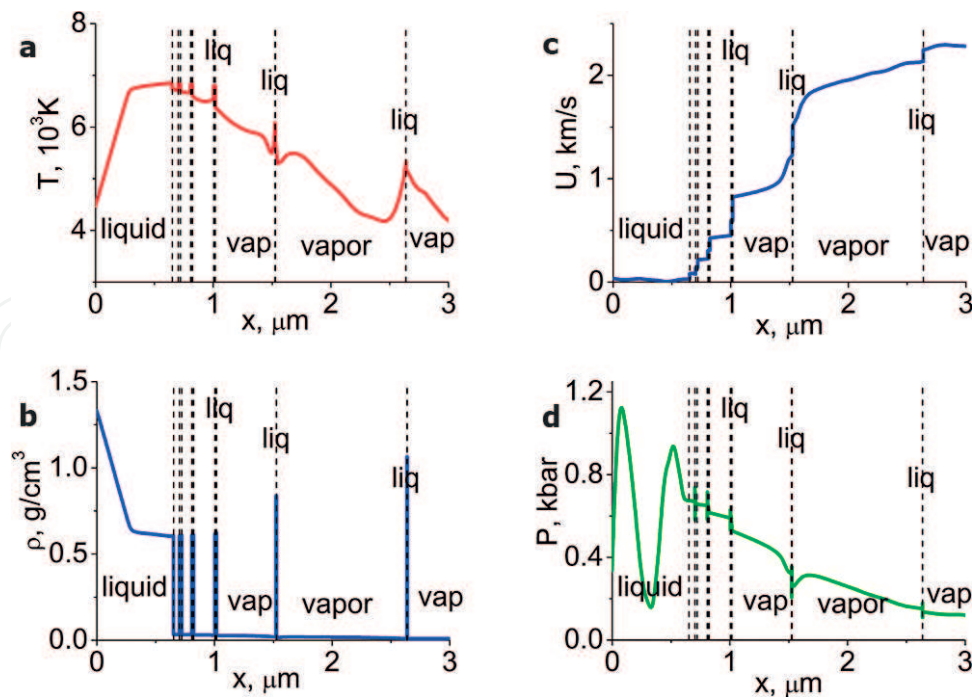 a
8
6
4
T, 10³K
liq
liq
liq
liquid
vap
vapor
vap
0
1
2
3
x, μm
c
2
1
0
U, km/s
liq
liq
liq
liquid
vap
vapor
vap
0
1
2
3
x, μm
b
1.5
1.0
0.5
0.0
ρ, g/cm³
liq
liq
liq
liquid
vap
vapor
vap
0
1
2
3
x, μm
d
1.2
0.8
0.4
0.0
P, kbar
liq
liq
liq
liquid
vap
vapor
vap
0
1
2
3
x, μm